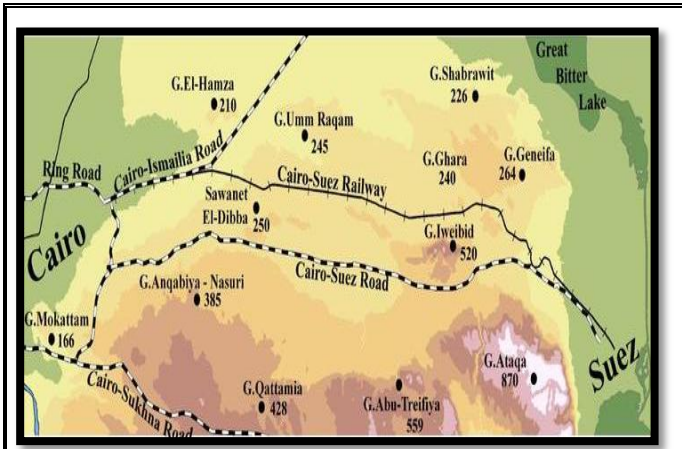 Great
Bitter
Lake
G.Shabrawit
226
G.El-Hamza
210
G.Umm Raqam
245
Cairo-Ismailia Road
Ring Road
G.Ghara
240
G.Geneifa
264
Cairo-Suez Railway
Sawanet
El-Dibba
250
Cairo
G.Iweibid
520
Cairo-Suez Road
G.Anqabiya - Nasuri
385
G.Mokattam
166
Suez
G.Ataqa
870
Cairo-Sukhna Road
G.Qattamia
428
G.Abu-Treifiya
559